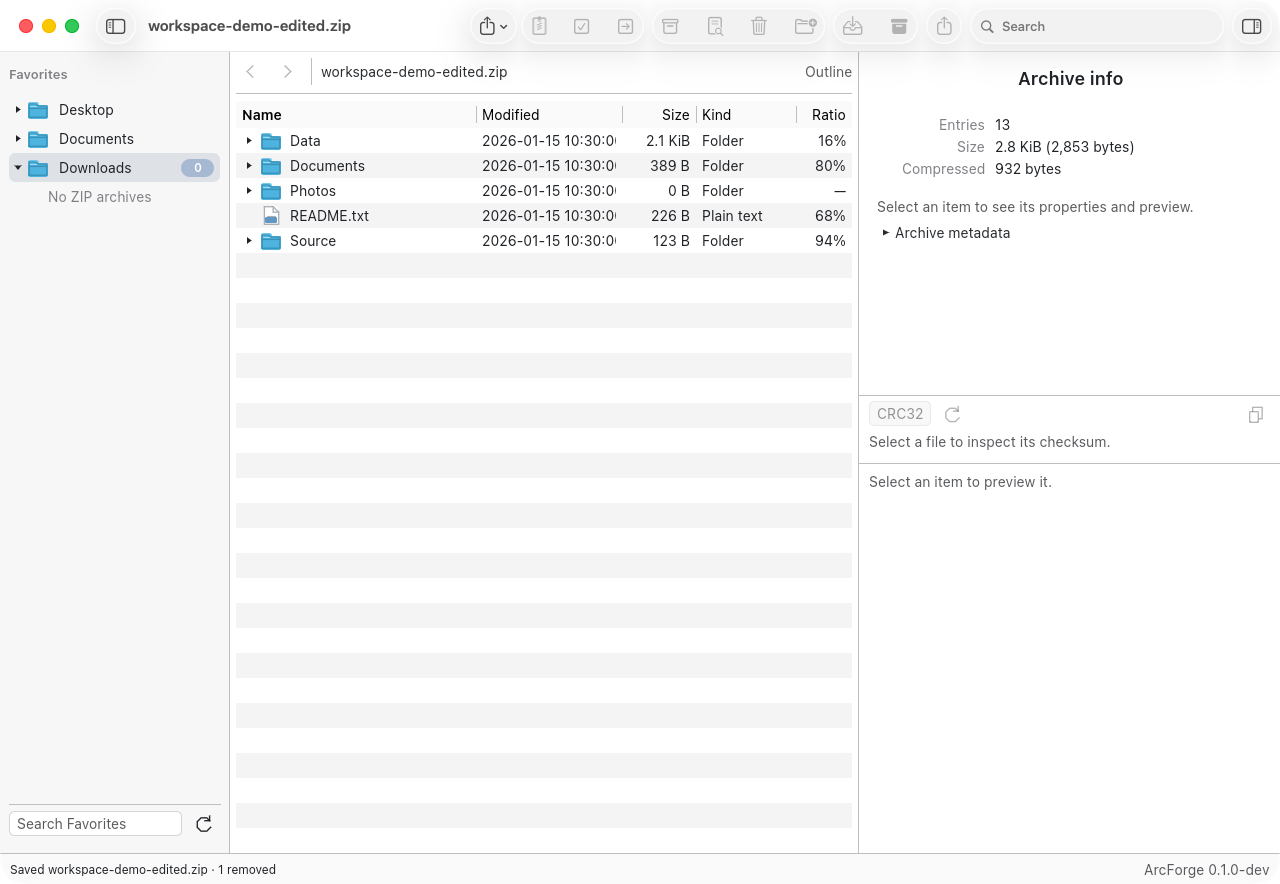 workspace-demo-edited.zip
Search
Favorites
Desktop
Documents
Downloads 0
No ZIP archives
Search Favorites
workspace-demo-edited.zip Outline
Name Modified Size Kind Ratio
Data 2026-01-15 10:30:0 2.1 KiB Folder 16%
Documents 2026-01-15 10:30:0 389 B Folder 80%
Photos 2026-01-15 10:30:0 0 B Folder —
README.txt 2026-01-15 10:30:0 226 B Plain text 68%
Source 2026-01-15 10:30:0 123 B Folder 94%
Archive info
Entries 13
Size 2.8 KiB (2,853 bytes)
Compressed 932 bytes
Select an item to see its properties and preview.
Archive metadata
CRC32
Select a file to inspect its checksum.
Select an item to preview it.
Saved workspace-demo-edited.zip · 1 removed
ArcForge 0.1.0-dev